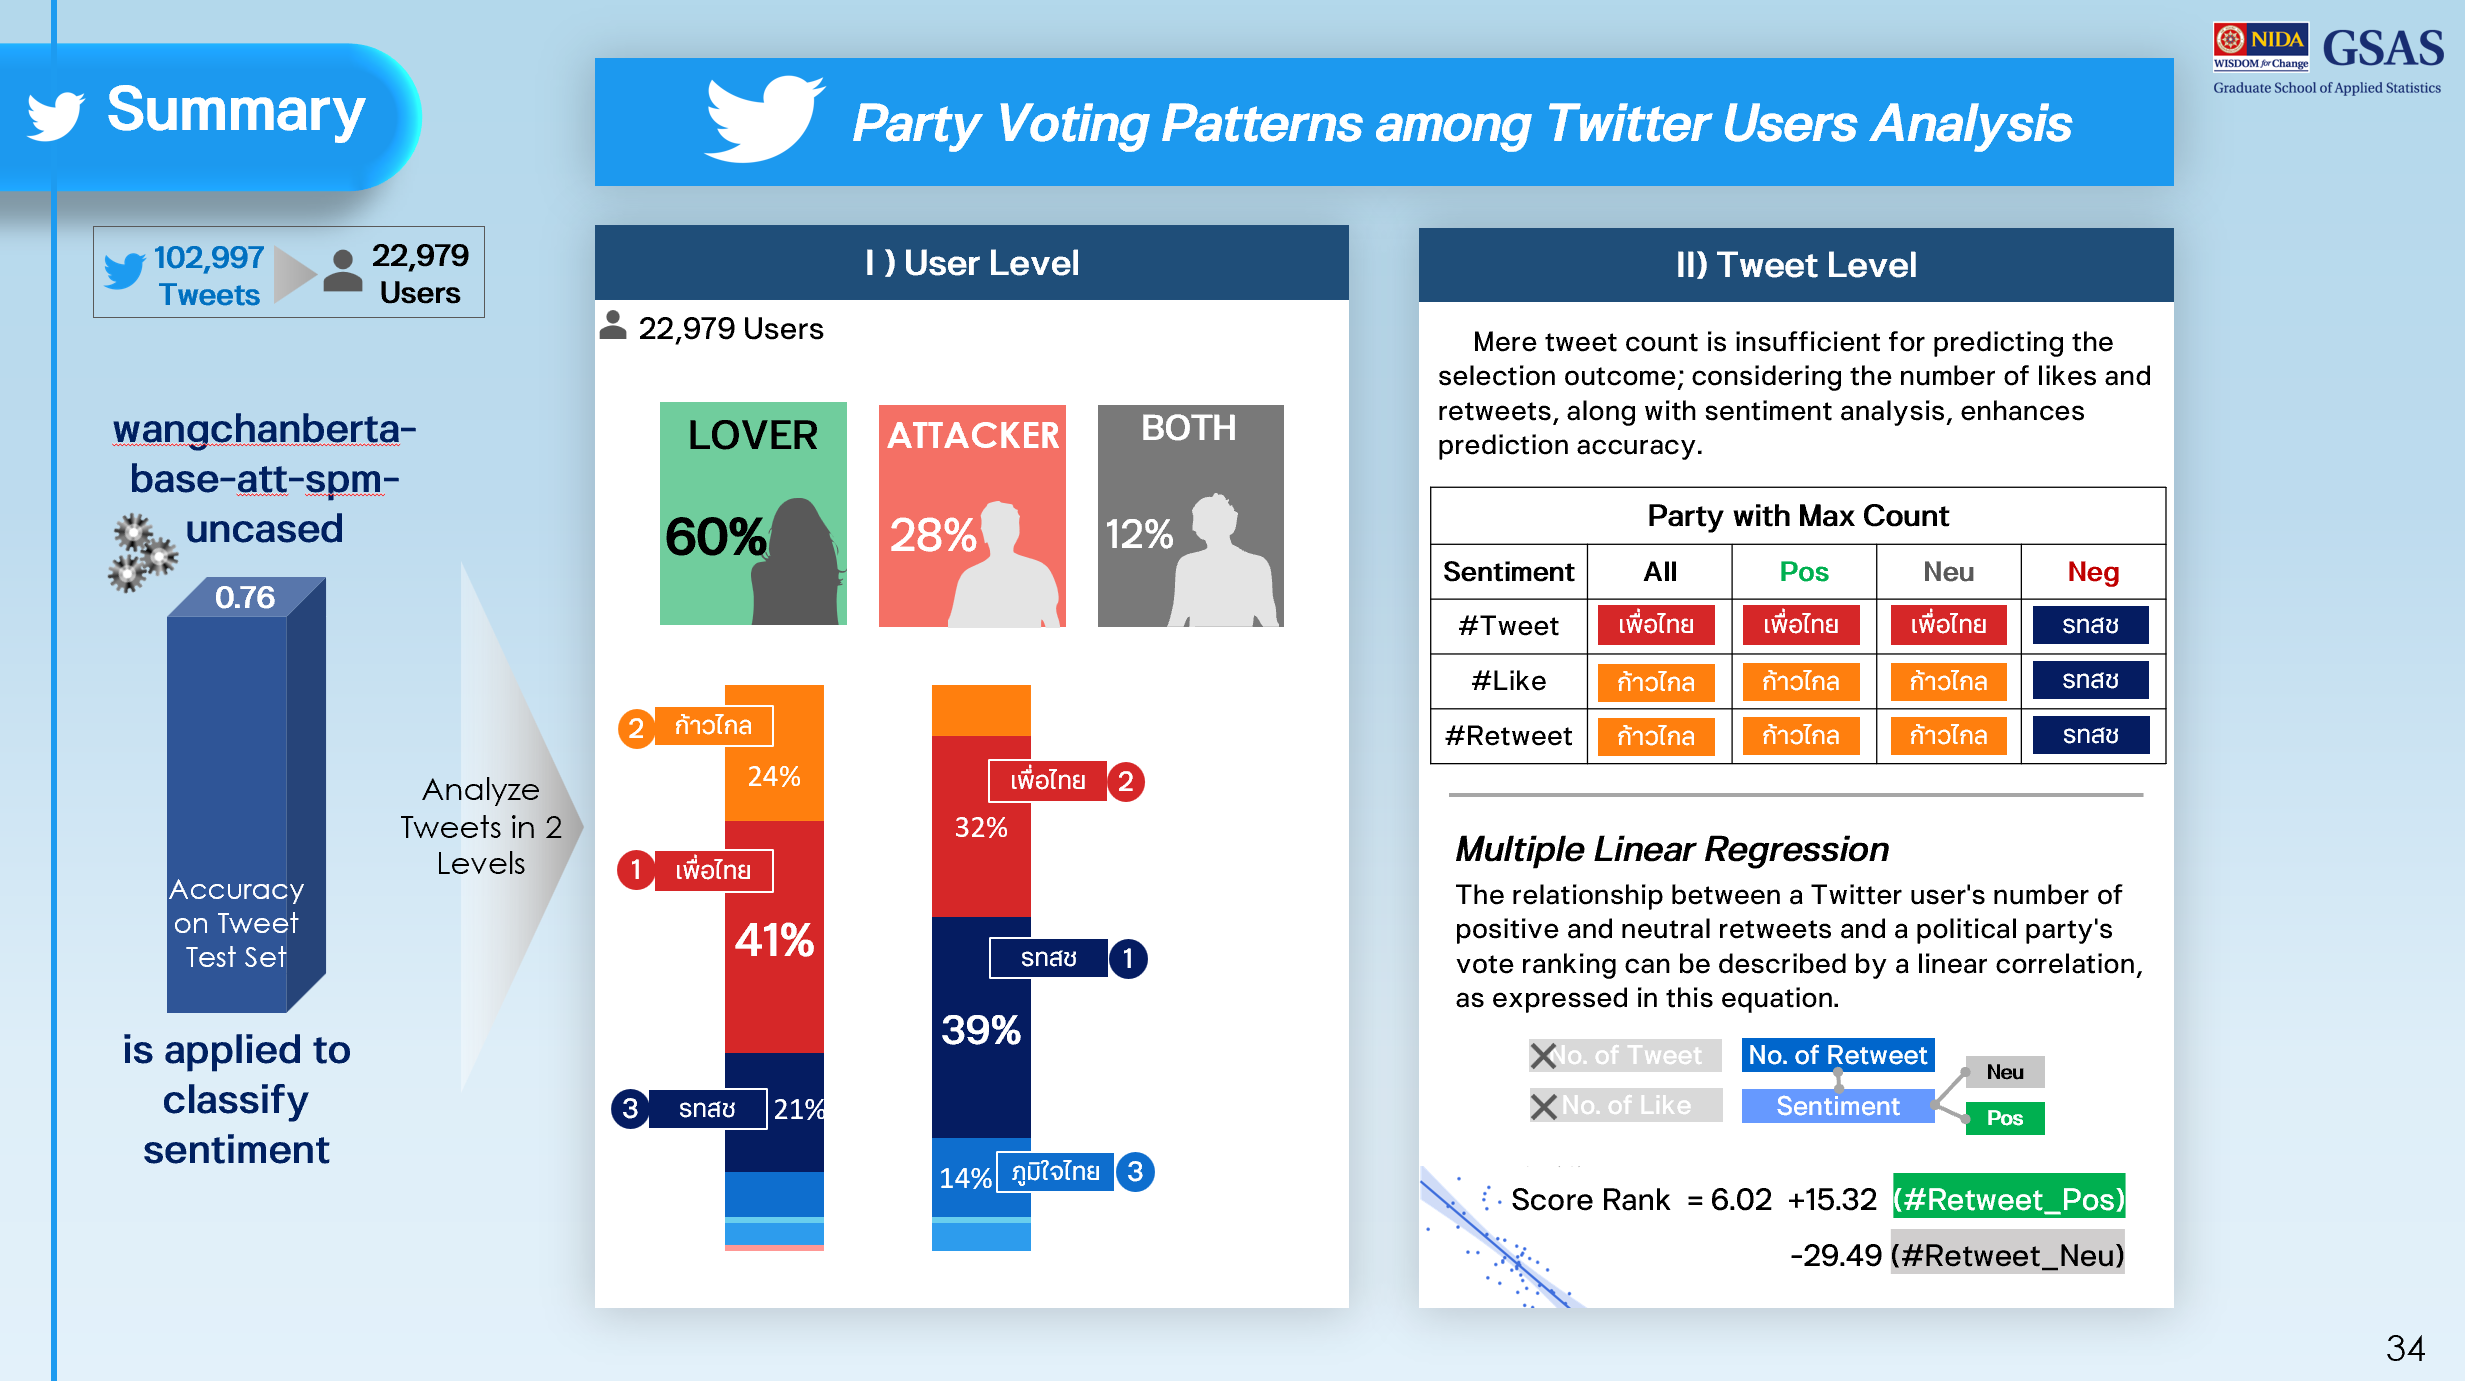 Summary
Party Voting Patterns among Twitter Users Analysis
NIDA
WISDOM for Change
GSAS
Graduate School of Applied Statistics
102,997
Tweets
22,979
Users
wangchanberta-
base-att-spm-
uncased
0.76
Accuracy
on Tweet
Test Set
is applied to
classify
sentiment
Analyze
Tweets in 2
Levels
I ) User Level
22,979 Users
LOVER
60%
ATTACKER
28%
BOTH
12%
2 ก้าวไกล
24%
1 เพื่อไทย
41%
3 รทสช 21%
เพื่อไทย 2
32%
รทสช 1
39%
14% ภูมิใจไทย 3
II) Tweet Level
Mere tweet count is insufficient for predicting the
selection outcome; considering the number of likes and
retweets, along with sentiment analysis, enhances
prediction accuracy.
Party with Max Count
Sentiment All Pos Neu Neg
#Tweet เพื่อไทย เพื่อไทย เพื่อไทย รทสช
#Like ก้าวไกล ก้าวไกล ก้าวไกล รทสช
#Retweet ก้าวไกล ก้าวไกล ก้าวไกล รทสช
Multiple Linear Regression
The relationship between a Twitter user's number of
positive and neutral retweets and a political party's
vote ranking can be described by a linear correlation,
as expressed in this equation.
No. of Tweet
No. of Like
No. of Retweet
Sentiment
Neu
Pos
Score Rank = 6.02 +15.32 (#Retweet_Pos)
-29.49 (#Retweet_Neu)
34